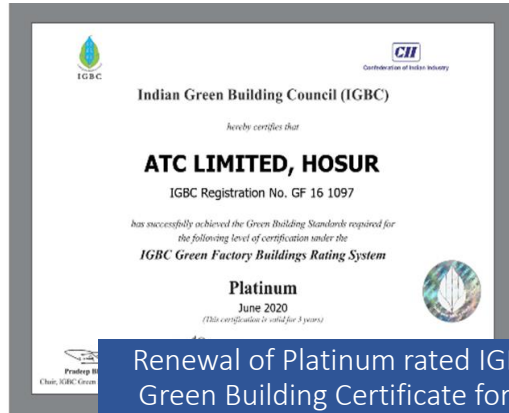 IGBC
CII
Confederation of Indian Industry
Indian Green Building Council (IGBC)
hereby certifies that
ATC LIMITED, HOSUR
IGBC Registration No. GF 16 1097
has successfully achieved the Green Building Standards required for
the following level of certification under the
IGBC Green Factory Buildings Rating System
Platinum
June 2020
(This certification is valid for 3 years)
Pradeep
Chair, IGBC Green
Renewal of Platinum rated
Green Building Certificate for